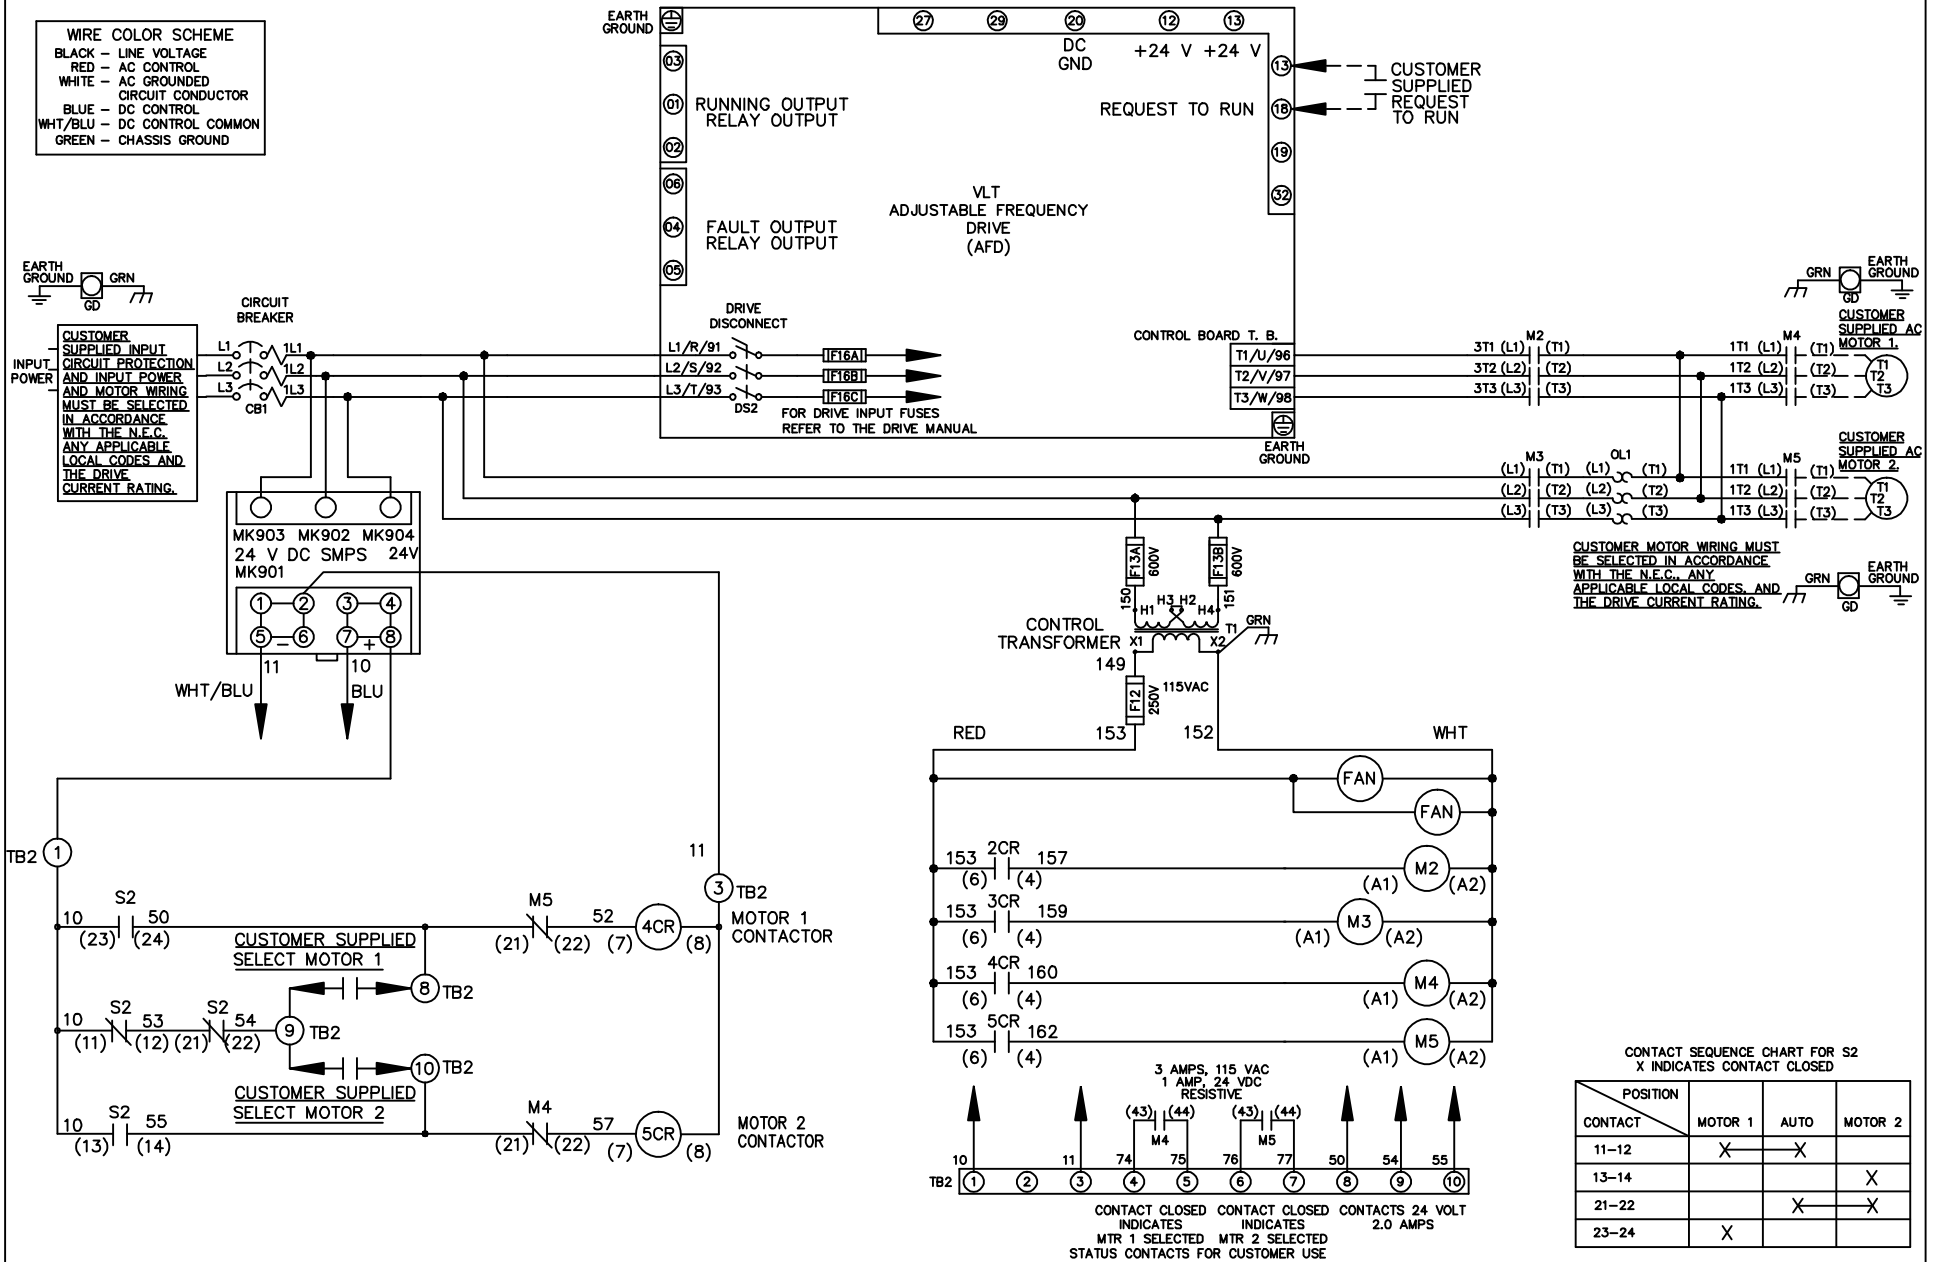 WIRE COLOR SCHEME
BLACK – LINE VOLTAGE
RED – AC CONTROL
WHITE – AC GROUNDED
CIRCUIT CONDUCTOR
BLUE – DC CONTROL
WHT/BLU – DC CONTROL COMMON
GREEN – CHASSIS GROUND
EARTH
GROUND
27 29 20 12 13
DC
GND
+24 V +24 V
03
01
02
RUNNING OUTPUT
RELAY OUTPUT
06
04
05
FAULT OUTPUT
RELAY OUTPUT
VLT
ADJUSTABLE FREQUENCY
DRIVE
(AFD)
REQUEST TO RUN
13
18
19
32
CUSTOMER
SUPPLIED
REQUEST
TO RUN
EARTH
GROUND
GRN
GD
CIRCUIT
BREAKER
INPUT
POWER
CUSTOMER
SUPPLIED INPUT
CIRCUIT PROTECTION
AND INPUT POWER
AND MOTOR WIRING
MUST BE SELECTED
IN ACCORDANCE
WITH THE N.E.C.
ANY APPLICABLE
LOCAL CODES AND
THE DRIVE
CURRENT RATING.
L1 1L1
L2 1L2
L3 1L3
CB1
DRIVE
DISCONNECT
L1/R/91 F16A
L2/S/92 F16B
L3/T/93 F16C
DS2
FOR DRIVE INPUT FUSES
REFER TO THE DRIVE MANUAL
CONTROL BOARD T. B.
T1/U/96
T2/V/97
T3/W/98
EARTH
GROUND
M2
3T1 (L1) (T1)
3T2 (L2) (T2)
3T3 (L3) (T3)
M4
1T1 (L1) (T1)
1T2 (L2) (T2)
1T3 (L3) (T3)
GRN
GD
EARTH
GROUND
CUSTOMER
SUPPLIED AC
MOTOR 1.
T1
T2
T3
M3
(L1) (T1)
(L2) (T2)
(L3) (T3)
OL1
(L1) (T1)
(L2) (T2)
(L3) (T3)
M5
1T1 (L1) (T1)
1T2 (L2) (T2)
1T3 (L3) (T3)
CUSTOMER
SUPPLIED AC
MOTOR 2.
T1
T2
T3
CUSTOMER MOTOR WIRING MUST
BE SELECTED IN ACCORDANCE
WITH THE N.E.C., ANY
APPLICABLE LOCAL CODES, AND
THE DRIVE CURRENT RATING.
GRN
GD
EARTH
GROUND
MK903 MK902 MK904
24 V DC SMPS 24V
MK901
1 2 3 4
5 – 6 7 + 8
11 10
WHT/BLU BLU
F13A
600V
F13B
600V
150
151
H1 H3 H2 H4
CONTROL
TRANSFORMER
X1 X2 T1
GRN
149
F12
250V
115VAC
153 152
RED WHT
FAN
FAN
153 2CR 157
(6) (4)
M2
(A1) (A2)
153 3CR 159
(6) (4)
M3
(A1) (A2)
153 4CR 160
(6) (4)
M4
(A1) (A2)
153 5CR 162
(6) (4)
M5
(A1) (A2)
TB2 1
11
3 TB2
S2
10 50
(23) (24)
M5
(21) (22)
52
(7) 4CR (8)
MOTOR 1
CONTACTOR
CUSTOMER SUPPLIED
SELECT MOTOR 1
8 TB2
S2 S2
10 53 54
(11) (12) (21) (22)
9 TB2
10 TB2
CUSTOMER SUPPLIED
SELECT MOTOR 2
S2
10 55
(13) (14)
M4
(21) (22)
57
(7) 5CR (8)
MOTOR 2
CONTACTOR
3 AMPS, 115 VAC
1 AMP, 24 VDC
RESISTIVE
(43) (44)
M4
(43) (44)
M5
10 11 74 75 76 77 50 54 55
TB2 1 2 3 4 5 6 7 8 9 10
CONTACT CLOSED
INDICATES
MTR 1 SELECTED
CONTACT CLOSED
INDICATES
MTR 2 SELECTED
STATUS CONTACTS FOR CUSTOMER USE
CONTACTS 24 VOLT
2.0 AMPS
CONTACT SEQUENCE CHART FOR S2
X INDICATES CONTACT CLOSED
POSITION
CONTACT MOTOR 1 AUTO MOTOR 2
11–12 X X
13–14 X
21–22 X X
23–24 X